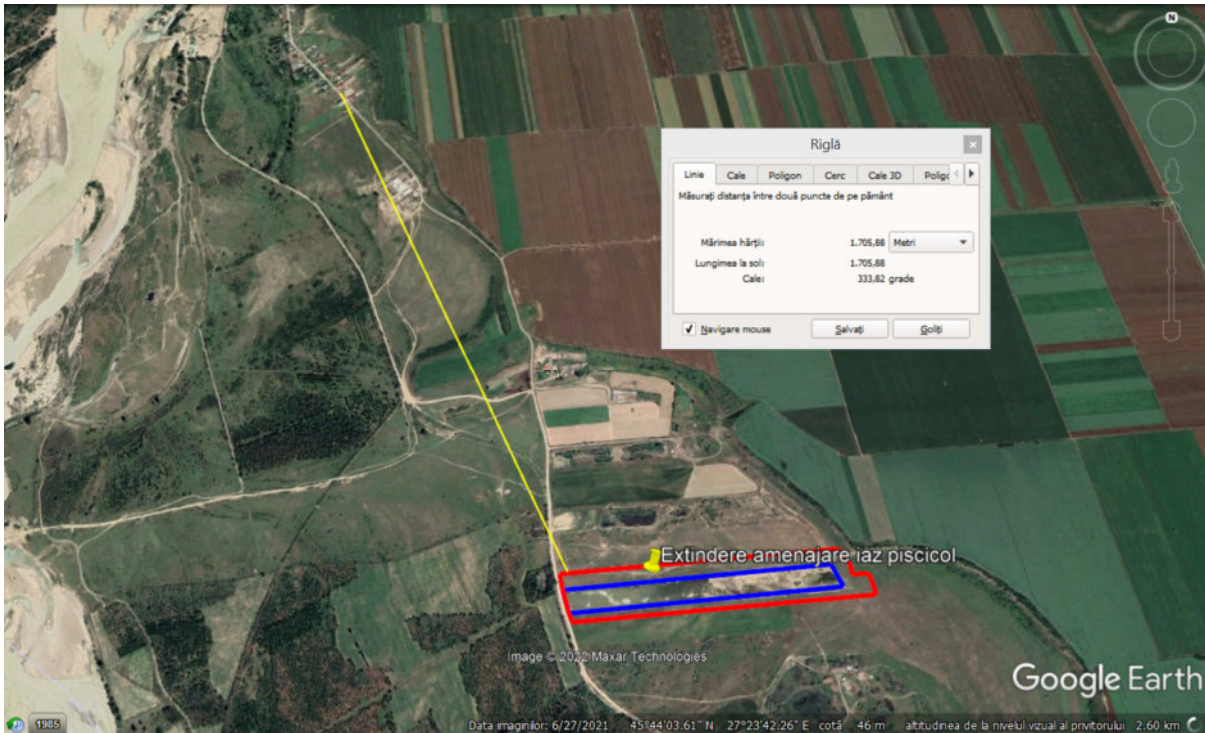 N
Riglă
Linie Cale Poligon Cerc Cale 3D Poligo
Măsurați distanța între două puncte de pe pământ
Mărimea hărții: 1.705,88 Metri
Lungimea la sol: 1.705,88
Cale: 333,82 grade
Navigare mouse Salvați Goliți
Extindere amenajare iaz piscicol
Image © 2022 Maxar Technologies
Google Earth
1985 Data imaginilor: 6/27/2021 45°44'03.61" N 27°23'42.26" E cotă 46 m altitudinea de la nivelul vizual al privitorului 2.60 km